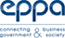 eppa
connecting business
government & society